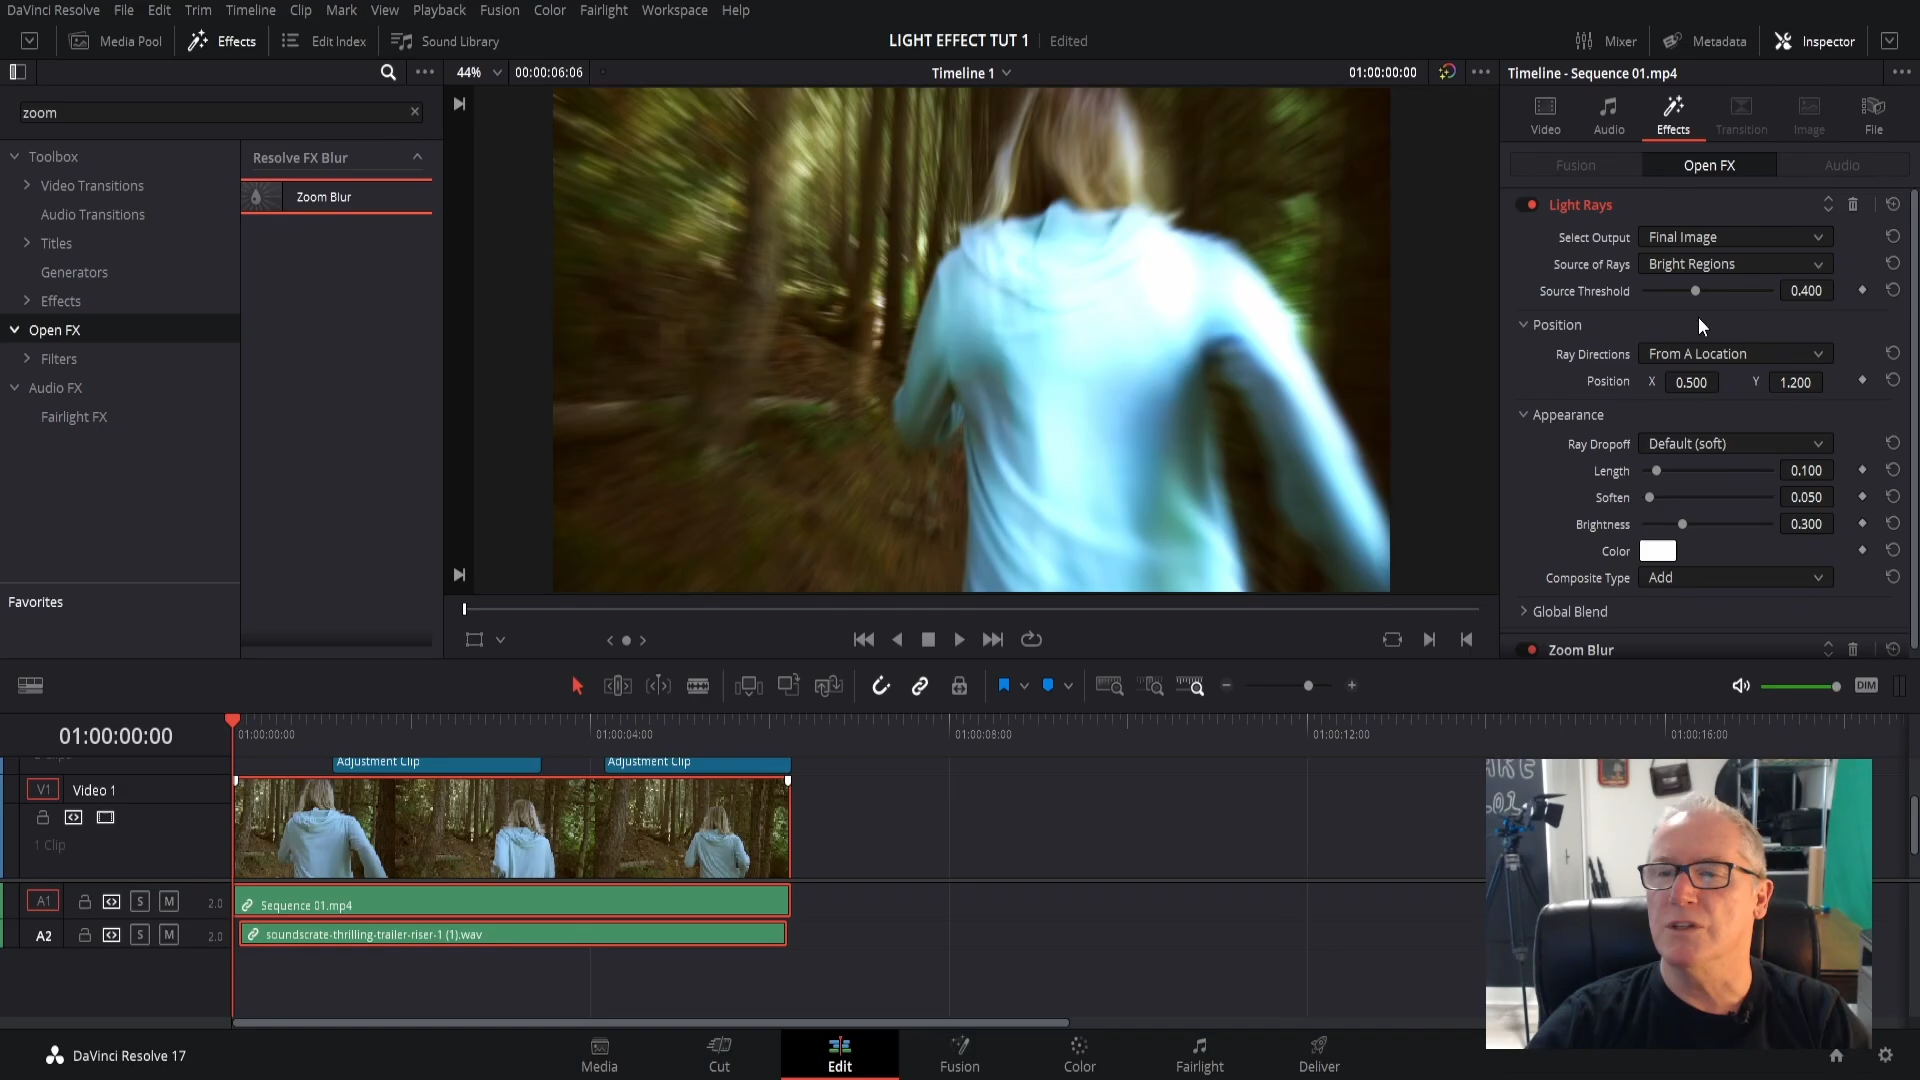 DaVinci Resolve File Edit Trim Timeline Clip Mark View Playback Fusion Color Fairlight Workspace Help
Media Pool Effects Edit Index Sound Library LIGHT EFFECT TUT 1 Edited Mixer Metadata Inspector
44% 00:00:06:06 Timeline 1 01:00:00:00 Timeline - Sequence 01.mp4
zoom
Video Audio Effects Transition Image File
Toolbox
Video Transitions
Audio Transitions
Titles
Generators
Effects
Open FX
Filters
Audio FX
Fairlight FX
Favorites
Resolve FX Blur
Zoom Blur
Fusion Open FX Audio
Light Rays
Select Output Final Image
Source of Rays Bright Regions
Source Threshold 0.400
Position
Ray Directions From A Location
Position X 0.500 Y 1.200
Appearance
Ray Dropoff Default (soft)
Length 0.100
Soften 0.050
Brightness 0.300
Color
Composite Type Add
Global Blend
Zoom Blur
DIM
01:00:00:00 01:00:00:00 01:00:04:00 01:00:08:00 01:00:12:00 01:00:16:00
Adjustment Clip Adjustment Clip
V1 Video 1
1 Clip
A1 S M 2.0 Sequence 01.mp4
A2 S M 2.0 soundscrate-thrilling-trailer-riser-1 (1).wav
DaVinci Resolve 17 Media Cut Edit Fusion Color Fairlight Deliver